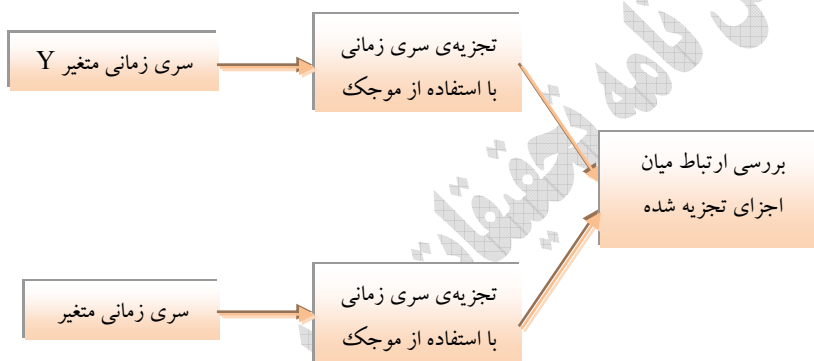 سری زمانی متغیر Y
تجزیه‌ی سری زمانی
با استفاده از موجک
بررسی ارتباط میان
اجزای تجزیه شده
سری زمانی متغیر
تجزیه‌ی سری زمانی
با استفاده از موجک